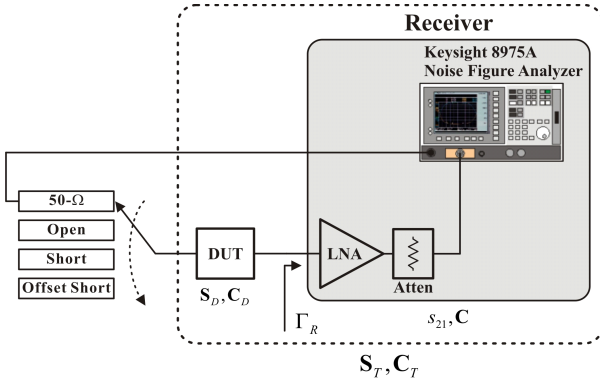 Receiver
Keysight 8975A
Noise Figure Analyzer
50-Ω
Open
Short
Offset Short
DUT
LNA
Atten
S_D, C_D
Γ_R
s_21, C
S_T, C_T